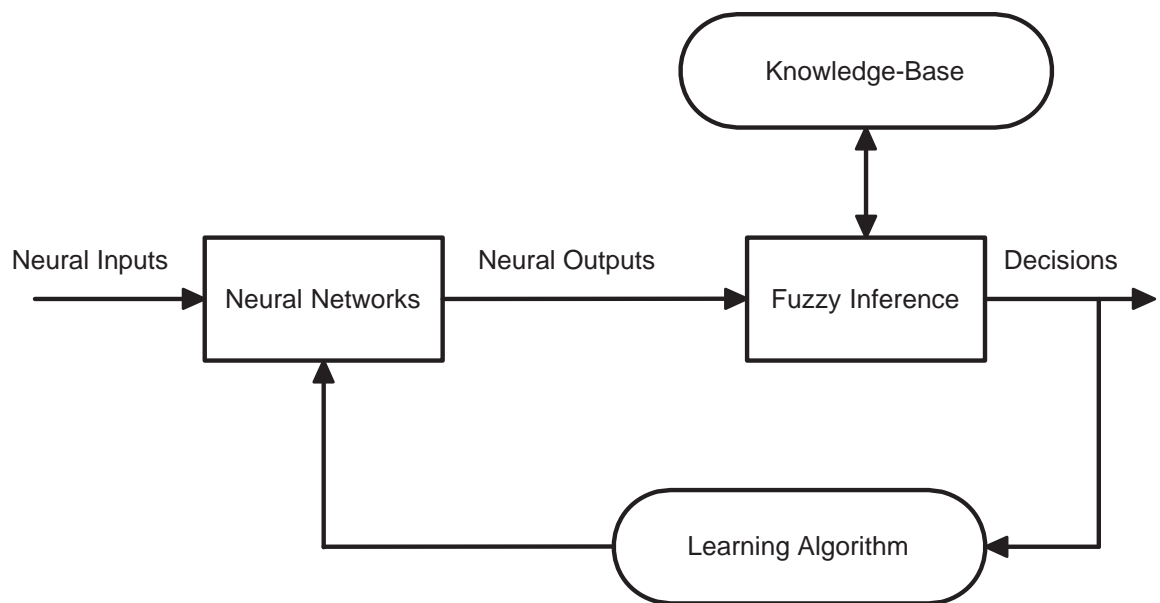 Knowledge-Base
Neural Inputs
Neural Outputs
Decisions
Neural Networks
Fuzzy Inference
Learning Algorithm